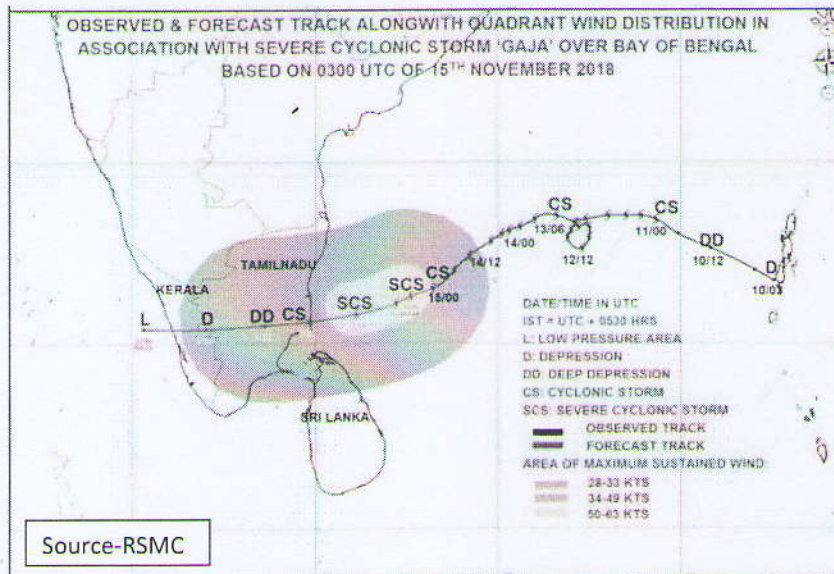 OBSERVED & FORECAST TRACK ALONGWITH QUADRANT WIND DISTRIBUTION IN
ASSOCIATION WITH SEVERE CYCLONIC STORM 'GAJA' OVER BAY OF BENGAL
BASED ON 0300 UTC OF 15TH NOVEMBER 2018
CS
CS
13/06
11/00
14/00
DD
TAMILNADU
14/12
12/12
10/12
CS
D
KERALA
SCS
15/00
10/03
SCS
L
D
DD
CS
SRI LANKA
DATE/TIME IN UTC
IST = UTC + 0530 HRS
L: LOW PRESSURE AREA
D: DEPRESSION
DD: DEEP DEPRESSION
CS: CYCLONIC STORM
SCS: SEVERE CYCLONIC STORM
OBSERVED TRACK
FORECAST TRACK
AREA OF MAXIMUM SUSTAINED WIND:
28-33 KTS
34-49 KTS
50-63 KTS
Source-RSMC